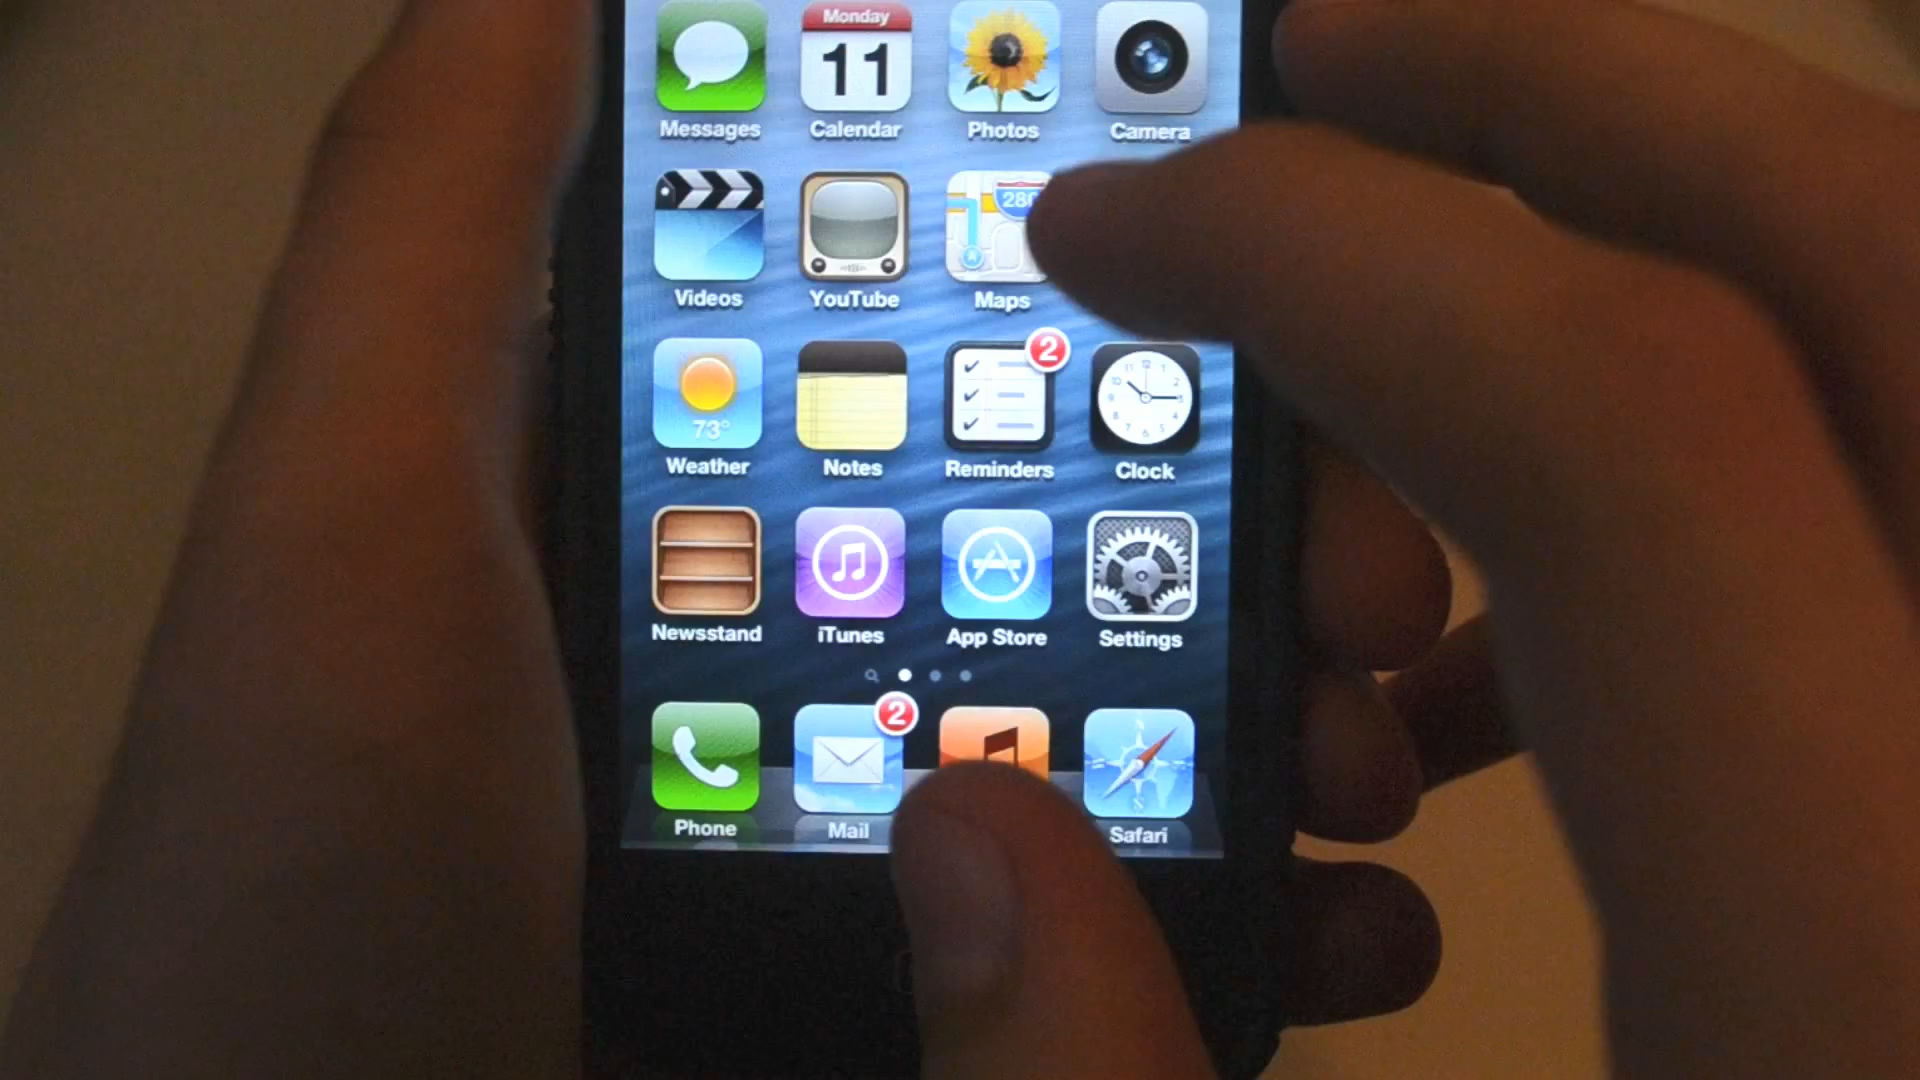 Monday
11
Messages
Calendar
Photos
Camera
280
Videos
YouTube
Maps
2
73°
Weather
Notes
Reminders
Clock
Newsstand
iTunes
App Store
Settings
2
Phone
Mail
Safari